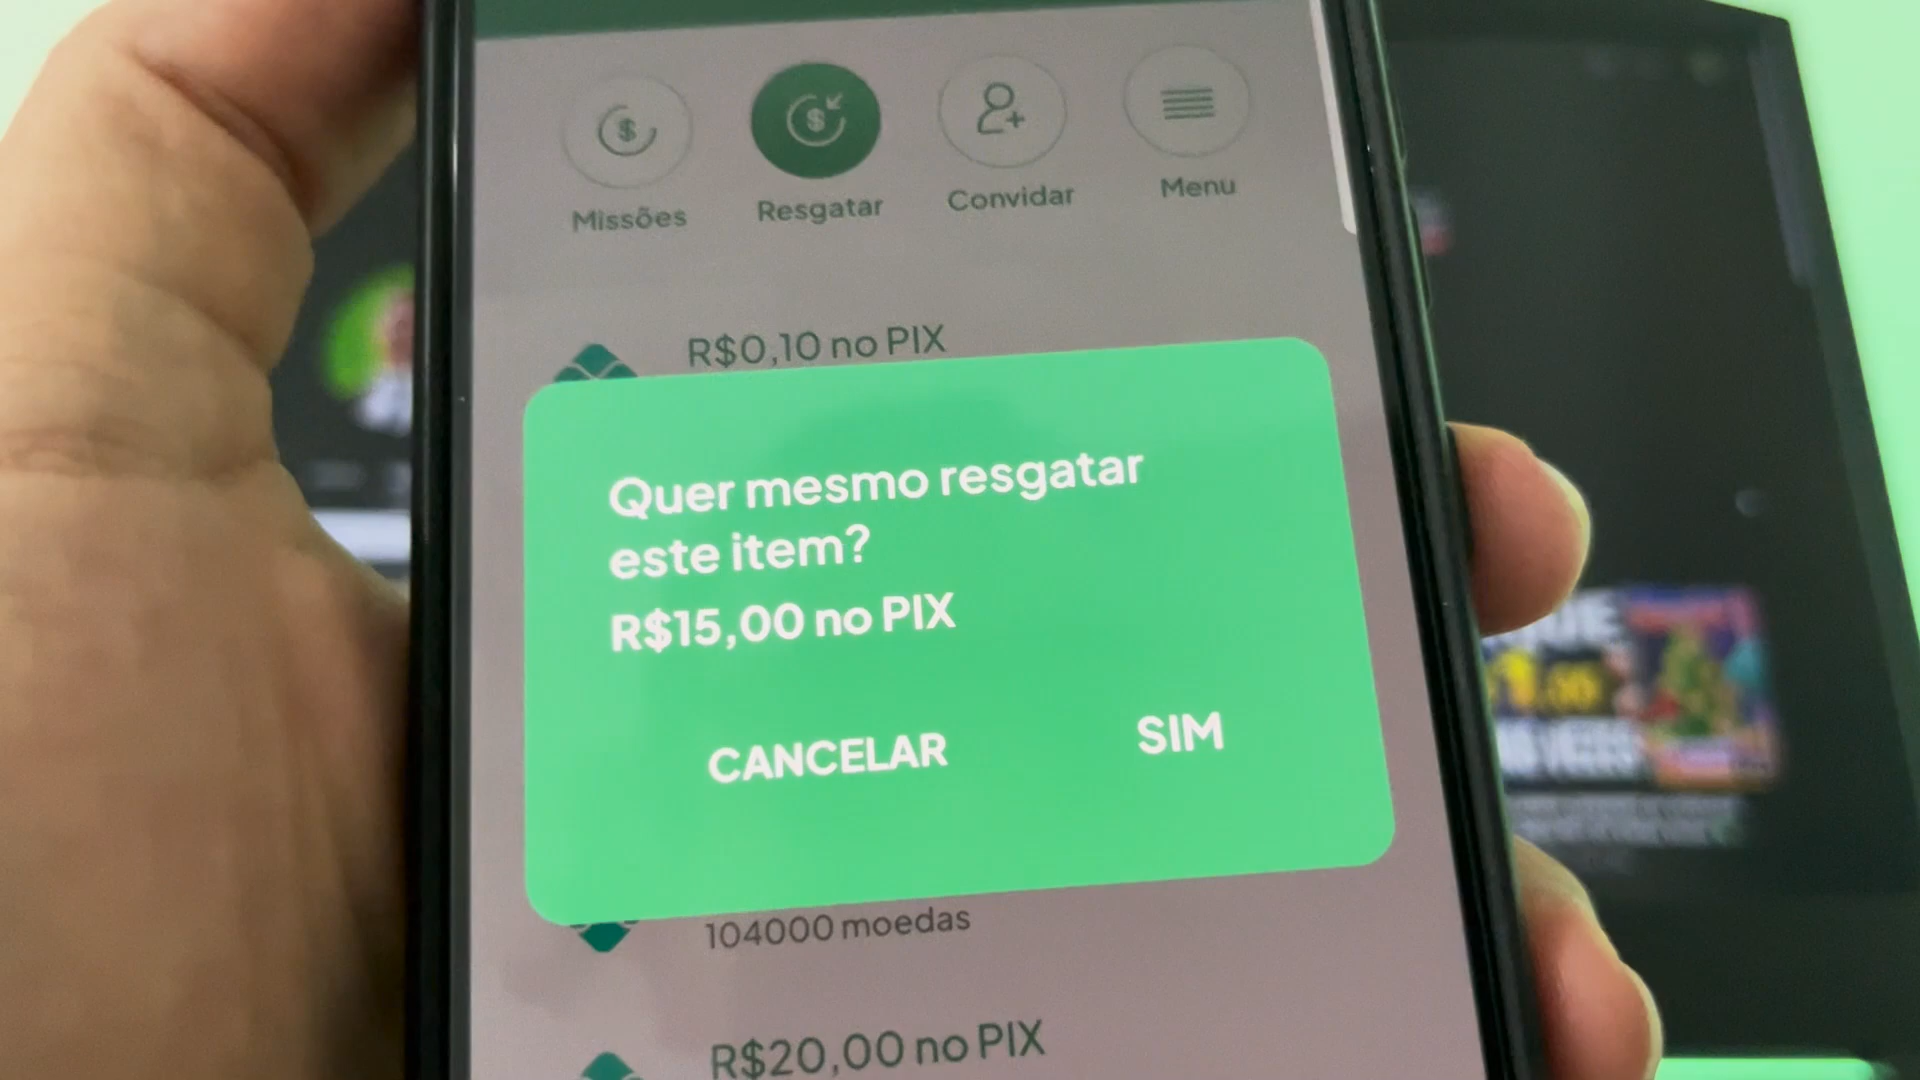 Missões
Resgatar
Convidar
Menu
R$0,10 no PIX
Quer mesmo resgatar
este item?
R$15,00 no PIX
CANCELAR
SIM
104000 moedas
R$20,00 no PIX